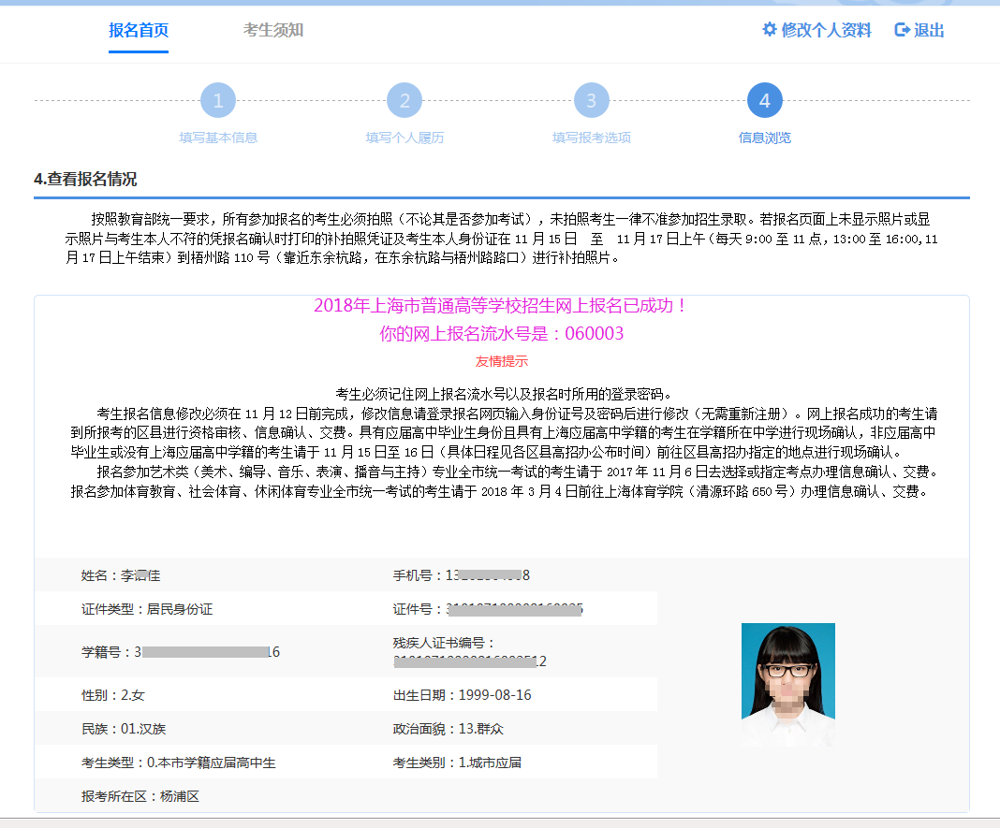 报名首页
考生须知
修改个人资料
退出
1
2
3
4
填写基本信息
填写个人履历
填写报考选项
信息浏览
4.查看报名情况
按照教育部统一要求，所有参加报名的考生必须拍照（不论其是否参加考试），未拍照考生一律不准参加招生录取。若报名页面上未显示照片或显
示照片与考生本人不符的凭报名确认时打印的补拍照凭证及考生本人身份证在 11 月 15 日　至　11 月 17 日上午（每天 9:00 至 11 点，13:00 至 16:00, 11
月 17 日上午结束）到梧州路 110 号（靠近东余杭路，在东余杭路与梧州路路口）进行补拍照片。
2018年上海市普通高等学校招生网上报名已成功！
你的网上报名流水号是：060003
友情提示
考生必须记住网上报名流水号以及报名时所用的登录密码。
考生报名信息修改必须在 11 月 12 日前完成，修改信息请登录报名网页输入身份证号及密码后进行修改（无需重新注册）。网上报名成功的考生请
到所报考的区县进行资格审核、信息确认、交费。具有应届高中毕业生身份且具有上海应届高中学籍的考生在学籍所在中学进行现场确认，非应届高中
毕业生或没有上海应届高中学籍的考生请于 11 月 15 日至 16 日（具体日程见各区县高招办公布时间）前往区县高招办指定的地点进行现场确认。
报名参加艺术类（美术、编导、音乐、表演、播音与主持）专业全市统一考试的考生请于 2017 年 11 月 6 日去选择或指定考点办理信息确认、交费。
报名参加体育教育、社会体育、休闲体育专业全市统一考试的考生请于 2018 年 3 月 4 日前往上海体育学院（清源环路 650 号）办理信息确认、交费。
姓名：李 佳
手机号：13 8
证件类型：居民身份证
证件号：
学籍号：3 16
残疾人证书编号：
12
性别：2.女
出生日期：1999-08-16
民族：01.汉族
政治面貌：13.群众
考生类型：0.本市学籍应届高中生
考生类别：1.城市应届
报考所在区：杨浦区